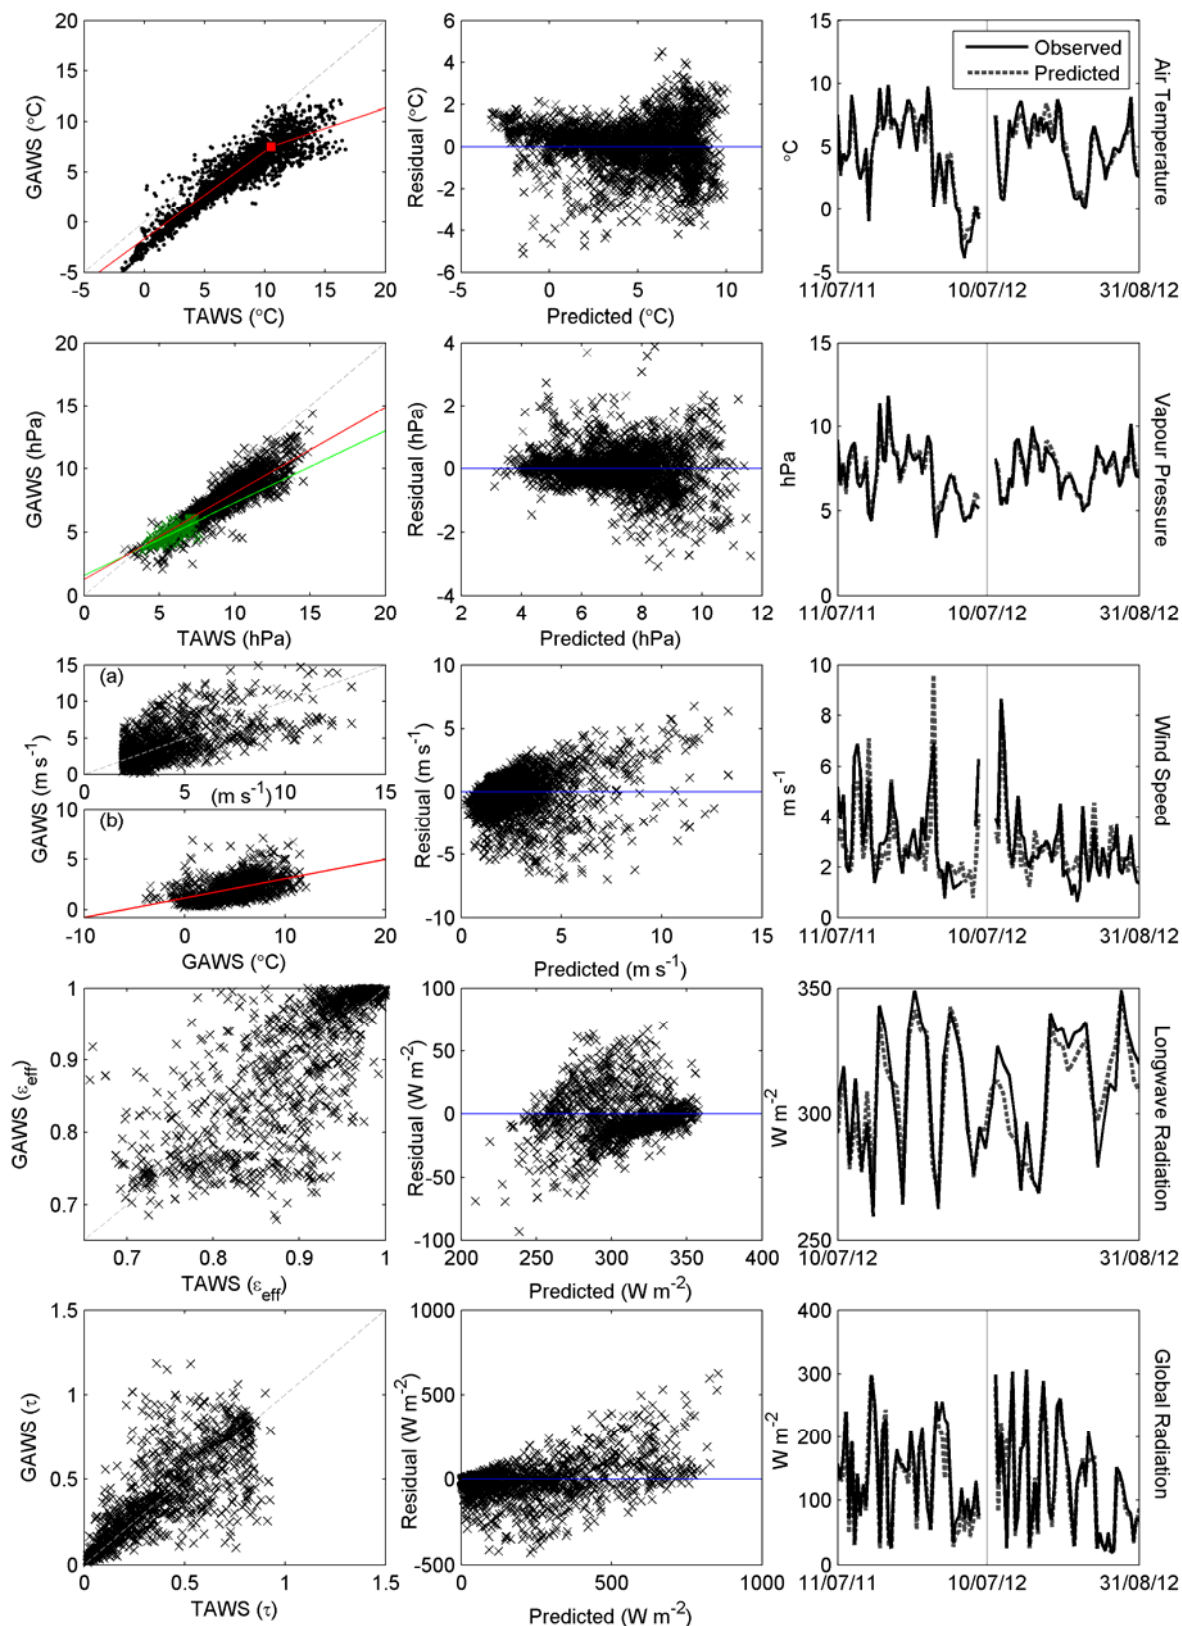 20
15
10
5
0
-5
-5 0 5 10 15 20
GAWS (°C)
TAWS (°C)
6
4
2
0
-2
-4
-6
-5 0 5 10
Residual (°C)
Predicted (°C)
15
10
5
0
-5
°C
Observed
Predicted
11/07/11 10/07/12 31/08/12
Air Temperature
20
15
10
5
0
0 5 10 15 20
GAWS (hPa)
TAWS (hPa)
4
2
0
-2
-4
2 4 6 8 10 12
Residual (hPa)
Predicted (hPa)
15
10
5
0
hPa
11/07/11 10/07/12 31/08/12
Vapour Pressure
(a)
15
10
5
0
0 5 10 15
(m s-1)
GAWS (m s-1)
(b)
10
5
0
-10 0 10 20
GAWS (°C)
10
5
0
-5
-10
0 5 10 15
Residual (m s-1)
Predicted (m s-1)
10
8
6
4
2
0
m s-1
11/07/11 10/07/12 31/08/12
Wind Speed
1
0.9
0.8
0.7
0.7 0.8 0.9 1
GAWS (εeff)
TAWS (εeff)
100
50
0
-50
-100
200 250 300 350 400
Residual (W m-2)
Predicted (W m-2)
350
300
250
W m-2
10/07/12 31/08/12
Longwave Radiation
1.5
1
0.5
0
0 0.5 1 1.5
GAWS (τ)
TAWS (τ)
1000
500
0
-500
0 500 1000
Residual (W m-2)
Predicted (W m-2)
400
300
200
100
0
W m-2
11/07/11 10/07/12 31/08/12
Global Radiation